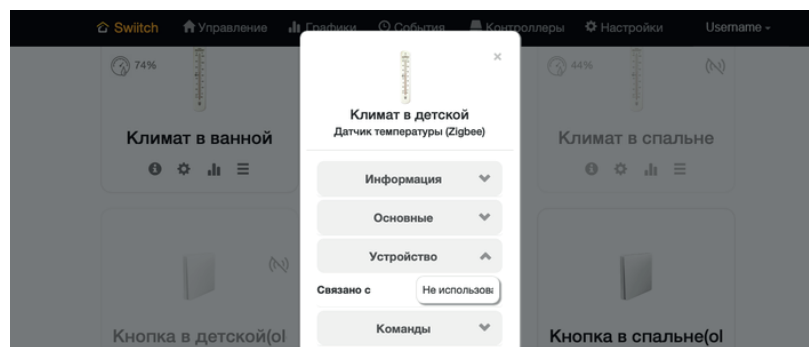 Swiitch Управление Графики События Контроллеры Настройки Username
74%
44%
×
Климат в детской
Датчик температуры (Zigbee)
Климат в ванной
Климат в спальне
Информация
Основные
Устройство
Связано с Не использова
Команды
Кнопка в детской(ol
Кнопка в спальне(ol